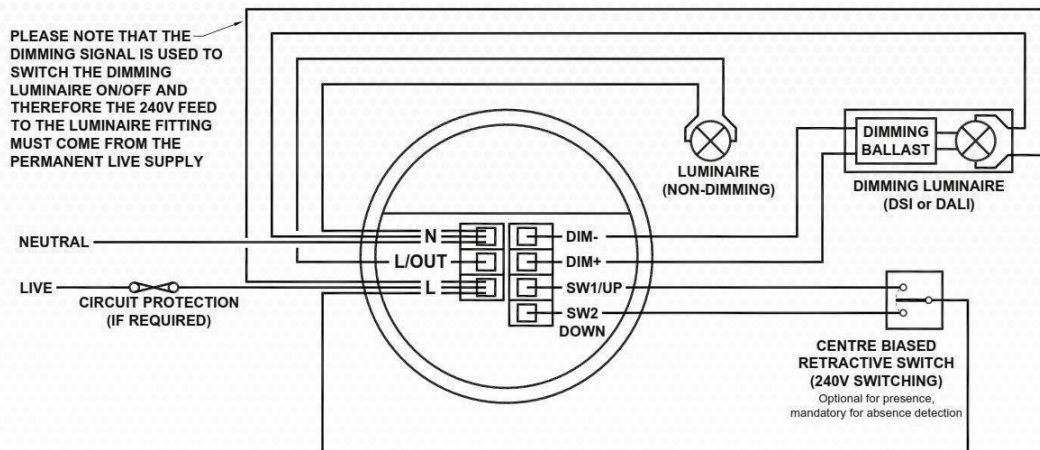 PLEASE NOTE THAT THE
DIMMING SIGNAL IS USED TO
SWITCH THE DIMMING
LUMINAIRE ON/OFF AND
THEREFORE THE 240V FEED
TO THE LUMINAIRE FITTING
MUST COME FROM THE
PERMANENT LIVE SUPPLY
DIMMING
BALLAST
LUMINAIRE
(NON-DIMMING)
DIMMING LUMINAIRE
(DSI or DALI)
NEUTRAL
N
DIM-
L/OUT
DIM+
LIVE
L
SW1/UP
CIRCUIT PROTECTION
(IF REQUIRED)
SW2
DOWN
CENTRE BIASED
RETRACTIVE SWITCH
(240V SWITCHING)
Optional for presence,
mandatory for absence detection